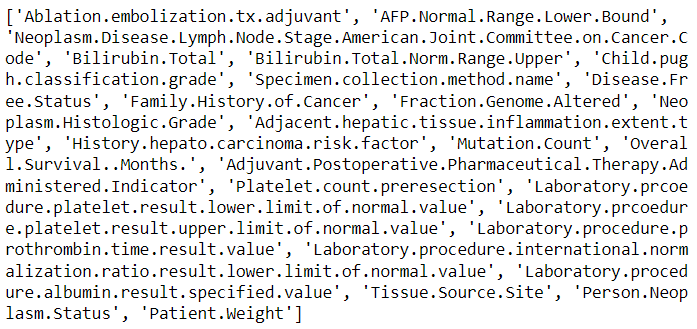 ['Ablation.embolization.tx.adjuvant', 'AFP.Normal.Range.Lower.Bound',
'Neoplasm.Disease.Lymph.Node.Stage.American.Joint.Committee.on.Cancer.C
ode', 'Bilirubin.Total', 'Bilirubin.Total.Norm.Range.Upper', 'Child.pug
h.classification.grade', 'Specimen.collection.method.name', 'Disease.Fr
ee.Status', 'Family.History.of.Cancer', 'Fraction.Genome.Altered', 'Neo
plasm.Histologic.Grade', 'Adjacent.hepatic.tissue.inflammation.extent.t
ype', 'History.hepato.carcinoma.risk.factor', 'Mutation.Count', 'Overal
l.Survival..Months.', 'Adjuvant.Postoperative.Pharmaceutical.Therapy.Ad
ministered.Indicator', 'Platelet.count.preresection', 'Laboratory.prcoe
dure.platelet.result.lower.limit.of.normal.value', 'Laboratory.prcoedur
e.platelet.result.upper.limit.of.normal.value', 'Laboratory.procedure.p
rothrombin.time.result.value', 'Laboratory.procedure.international.norm
alization.ratio.result.lower.limit.of.normal.value', 'Laboratory.proced
ure.albumin.result.specified.value', 'Tissue.Source.Site', 'Person.Neop
lasm.Status', 'Patient.Weight']